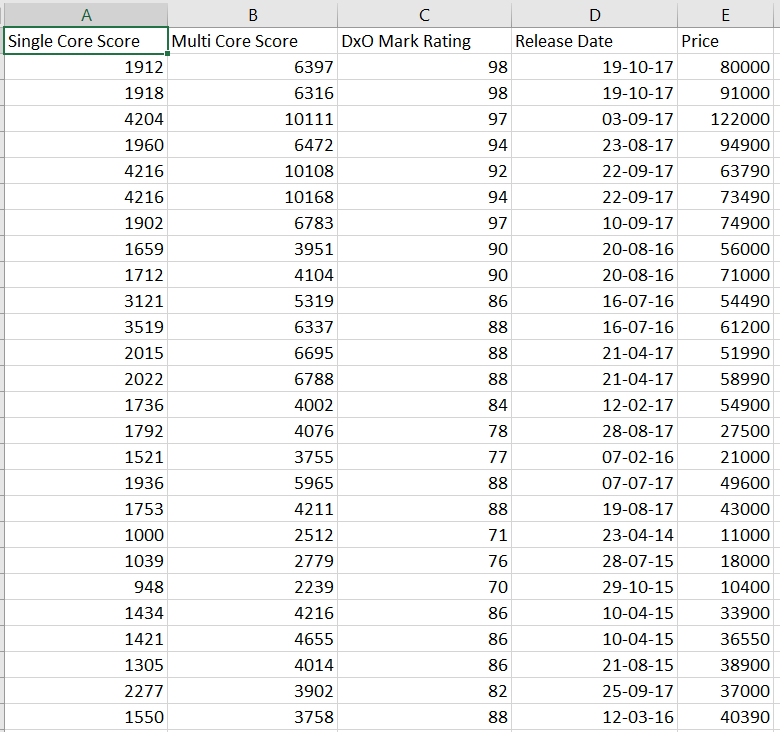 A B C D E
Single Core Score Multi Core Score DxO Mark Rating Release Date Price
1912 6397 98 19-10-17 80000
1918 6316 98 19-10-17 91000
4204 10111 97 03-09-17 122000
1960 6472 94 23-08-17 94900
4216 10108 92 22-09-17 63790
4216 10168 94 22-09-17 73490
1902 6783 97 10-09-17 74900
1659 3951 90 20-08-16 56000
1712 4104 90 20-08-16 71000
3121 5319 86 16-07-16 54490
3519 6337 88 16-07-16 61200
2015 6695 88 21-04-17 51990
2022 6788 88 21-04-17 58990
1736 4002 84 12-02-17 54900
1792 4076 78 28-08-17 27500
1521 3755 77 07-02-16 21000
1936 5965 88 07-07-17 49600
1753 4211 88 19-08-17 43000
1000 2512 71 23-04-14 11000
1039 2779 76 28-07-15 18000
948 2239 70 29-10-15 10400
1434 4216 86 10-04-15 33900
1421 4655 86 10-04-15 36550
1305 4014 86 21-08-15 38900
2277 3902 82 25-09-17 37000
1550 3758 88 12-03-16 40390